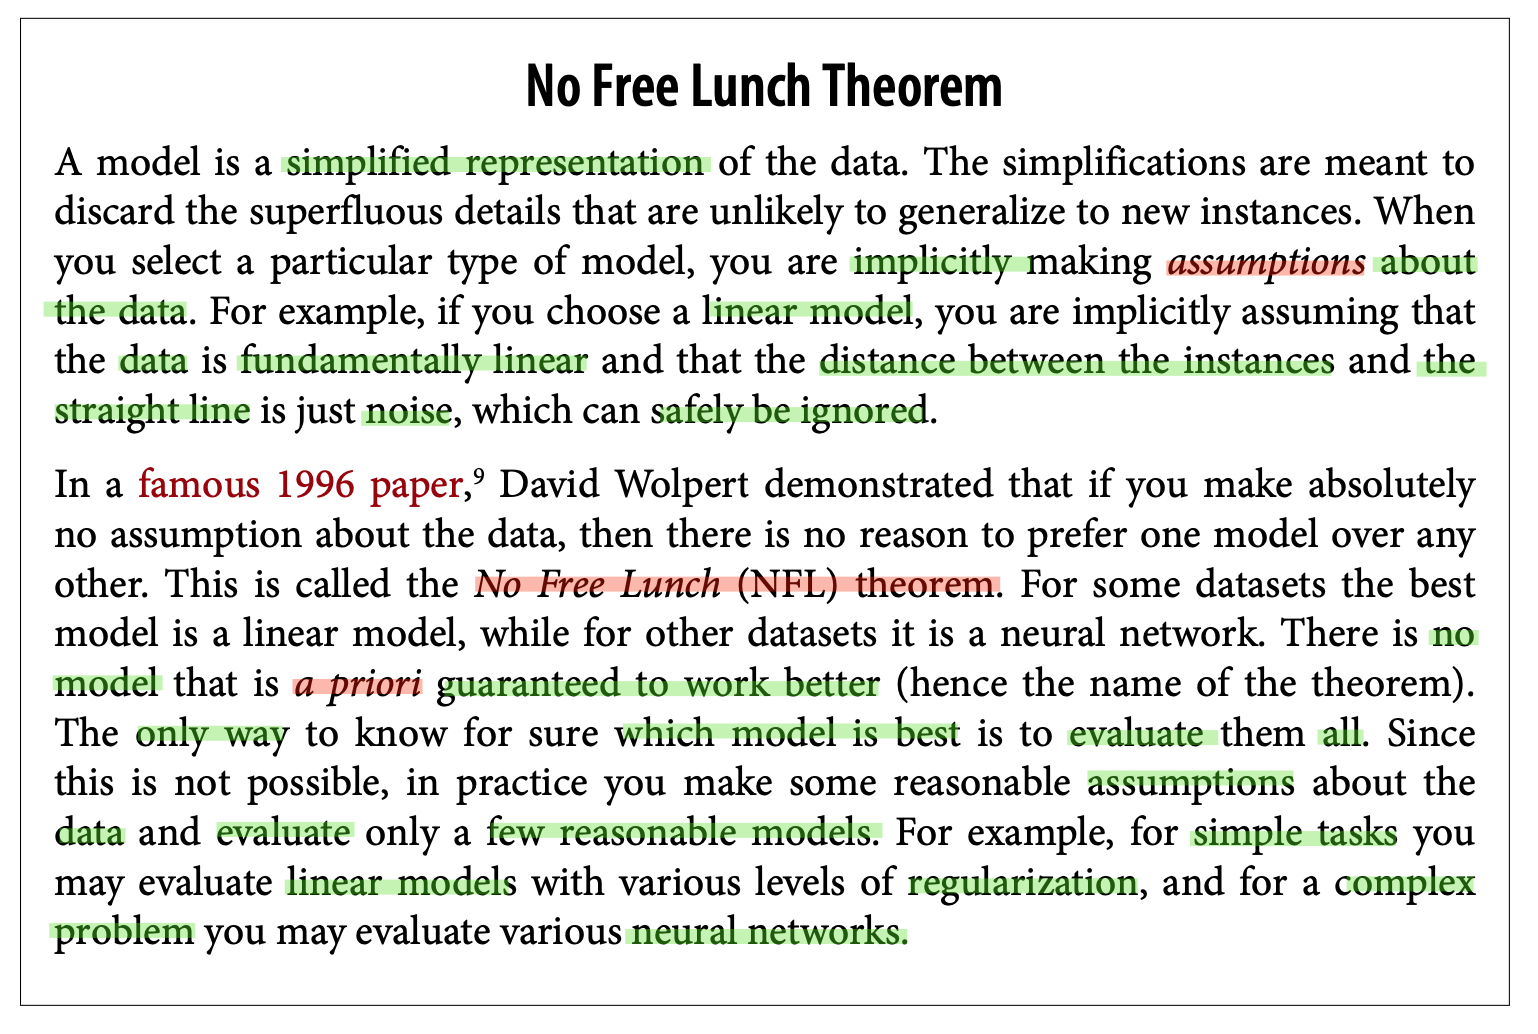 No Free Lunch Theorem
A model is a simplified representation of the data. The simplifications are meant to
discard the superfluous details that are unlikely to generalize to new instances. When
you select a particular type of model, you are implicitly making assumptions about
the data. For example, if you choose a linear model, you are implicitly assuming that
the data is fundamentally linear and that the distance between the instances and the
straight line is just noise, which can safely be ignored.
In a famous 1996 paper,⁹ David Wolpert demonstrated that if you make absolutely
no assumption about the data, then there is no reason to prefer one model over any
other. This is called the No Free Lunch (NFL) theorem. For some datasets the best
model is a linear model, while for other datasets it is a neural network. There is no
model that is a priori guaranteed to work better (hence the name of the theorem).
The only way to know for sure which model is best is to evaluate them all. Since
this is not possible, in practice you make some reasonable assumptions about the
data and evaluate only a few reasonable models. For example, for simple tasks you
may evaluate linear models with various levels of regularization, and for a complex
problem you may evaluate various neural networks.